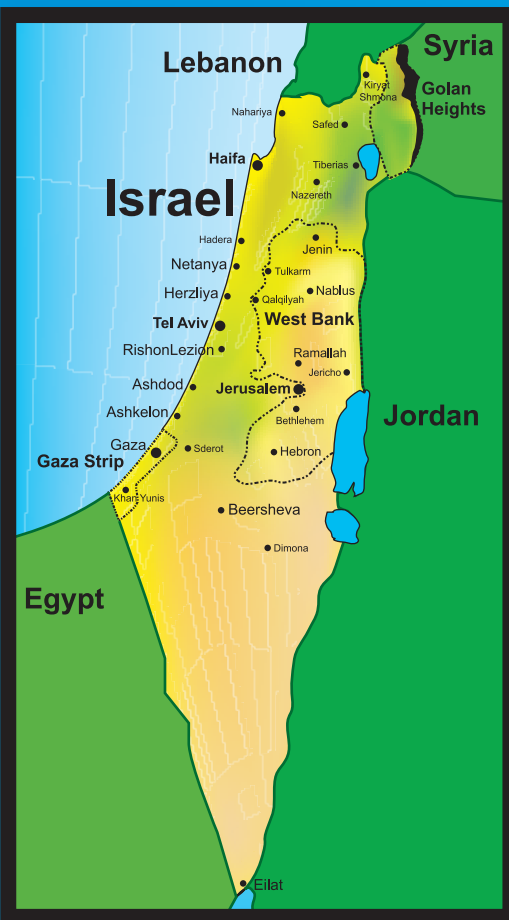 Syria
Lebanon
Kiryat
Shmona
Golan
Heights
Nahariya
Safed
Haifa
Tiberias
Nazereth
Israel
Hadera
Jenin
Netanya
Tulkarm
Herzliya
Nablus
Qalqilyah
Tel Aviv
West Bank
RishonLezion
Ramallah
Jericho
Ashdod
Jerusalem
Ashkelon
Bethlehem
Jordan
Gaza
Sderot
Hebron
Gaza Strip
Khan Yunis
Beersheva
Dimona
Egypt
Eilat